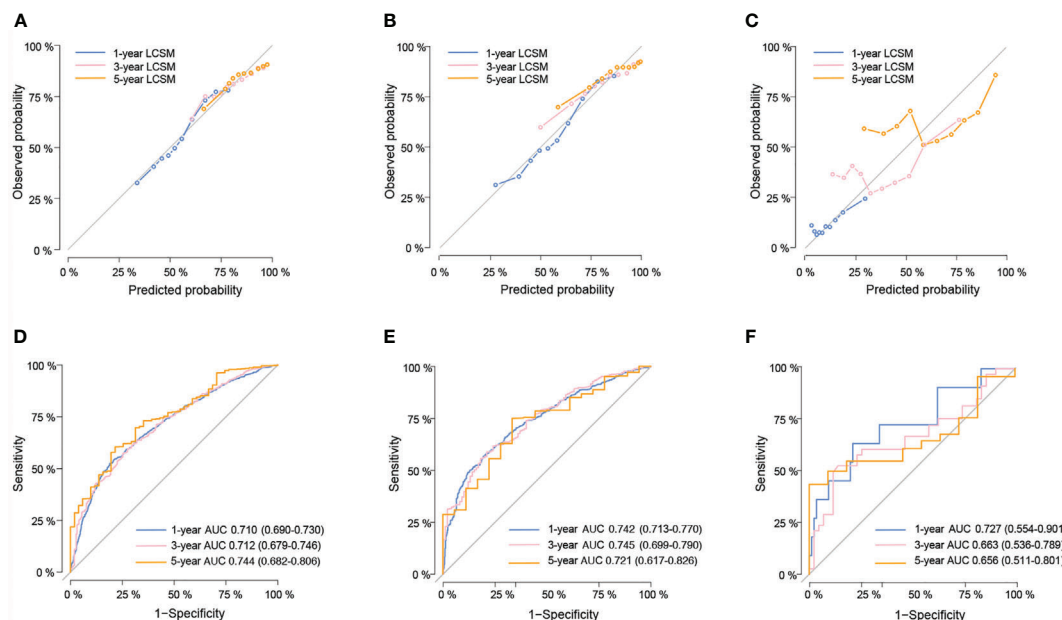 A
100 %
75 %
50 %
25 %
0 %
Observed probability
1-year LCSM
3-year LCSM
5-year LCSM
0 %
25 %
50 %
75 %
100 %
Predicted probability
B
100 %
75 %
50 %
25 %
0 %
Observed probability
1-year LCSM
3-year LCSM
5-year LCSM
0 %
25 %
50 %
75 %
100 %
Predicted probability
C
100 %
75 %
50 %
25 %
0 %
Observed probability
1-year LCSM
3-year LCSM
5-year LCSM
0 %
25 %
50 %
75 %
100 %
Predicted probability
D
100 %
75 %
50 %
25 %
0 %
Sensitivity
1-year AUC 0.710 (0.690-0.730)
3-year AUC 0.712 (0.679-0.746)
5-year AUC 0.744 (0.682-0.806)
0 %
25 %
50 %
75 %
100 %
1-Specificity
E
100 %
75 %
50 %
25 %
0 %
Sensitivity
1-year AUC 0.742 (0.713-0.770)
3-year AUC 0.745 (0.699-0.790)
5-year AUC 0.721 (0.617-0.826)
0 %
25 %
50 %
75 %
100 %
1-Specificity
F
100 %
75 %
50 %
25 %
0 %
Sensitivity
1-year AUC 0.727 (0.554-0.901
3-year AUC 0.663 (0.536-0.789)
5-year AUC 0.656 (0.511-0.801)
0 %
25 %
50 %
75 %
100 %
1-Specificity